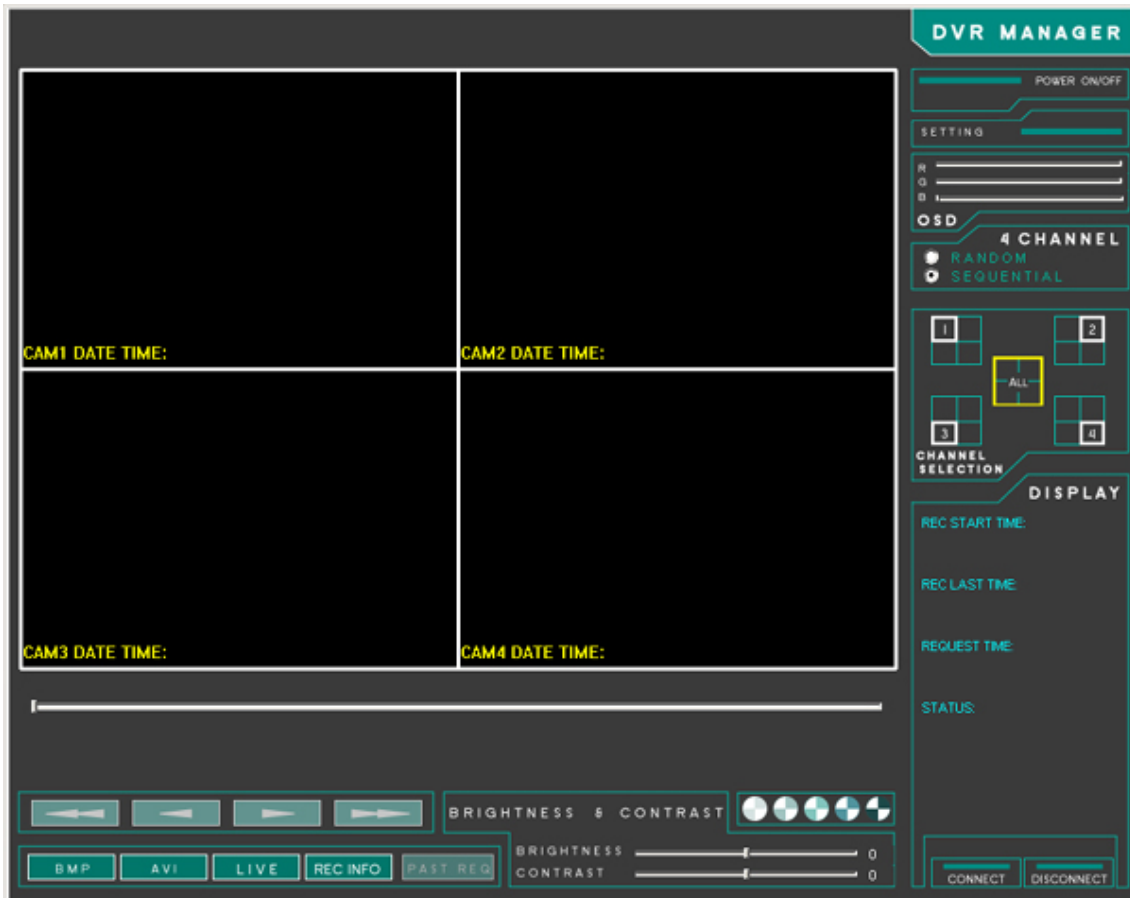 DVR MANAGER
POWER ON/OFF
SETTING
R
G
B
OSD
4 CHANNEL
RANDOM
SEQUENTIAL
CAM1 DATE TIME:
CAM2 DATE TIME:
1
2
ALL
3
4
CHANNEL
SELECTION
CAM3 DATE TIME:
CAM4 DATE TIME:
DISPLAY
REC START TIME:
REC LAST TIME:
REQUEST TIME:
STATUS:
BRIGHTNESS & CONTRAST
BMP
AVI
LIVE
REC INFO
PAST REQ
BRIGHTNESS 0
CONTRAST 0
CONNECT
DISCONNECT